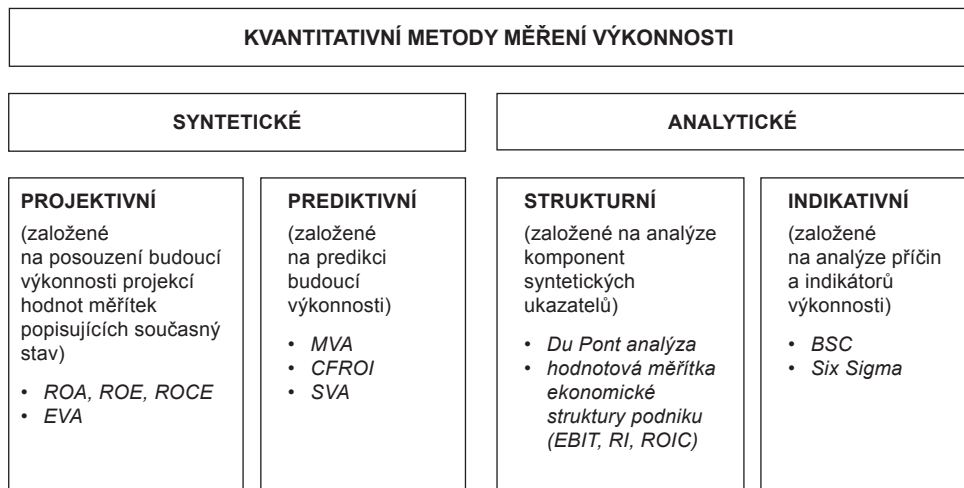 KVANTITATIVNÍ METODY MĚŘENÍ VÝKONNOSTI
SYNTETICKÉ
ANALYTICKÉ
PROJEKTIVNÍ
(založené
na posouzení budoucí
výkonnosti projekcí
hodnot měřítek
popisujících současný
stav)
• ROA, ROE, ROCE
• EVA
PREDIKTIVNÍ
(založené
na predikci
budoucí
výkonnosti)
• MVA
• CFROI
• SVA
STRUKTURNÍ
(založené na analýze
komponent
syntetických
ukazatelů)
• Du Pont analýza
• hodnotová měřítka
ekonomické
struktury podniku
(EBIT, RI, ROIC)
INDIKATIVNÍ
(založené
na analýze příčin
a indikátorů
výkonnosti)
• BSC
• Six Sigma